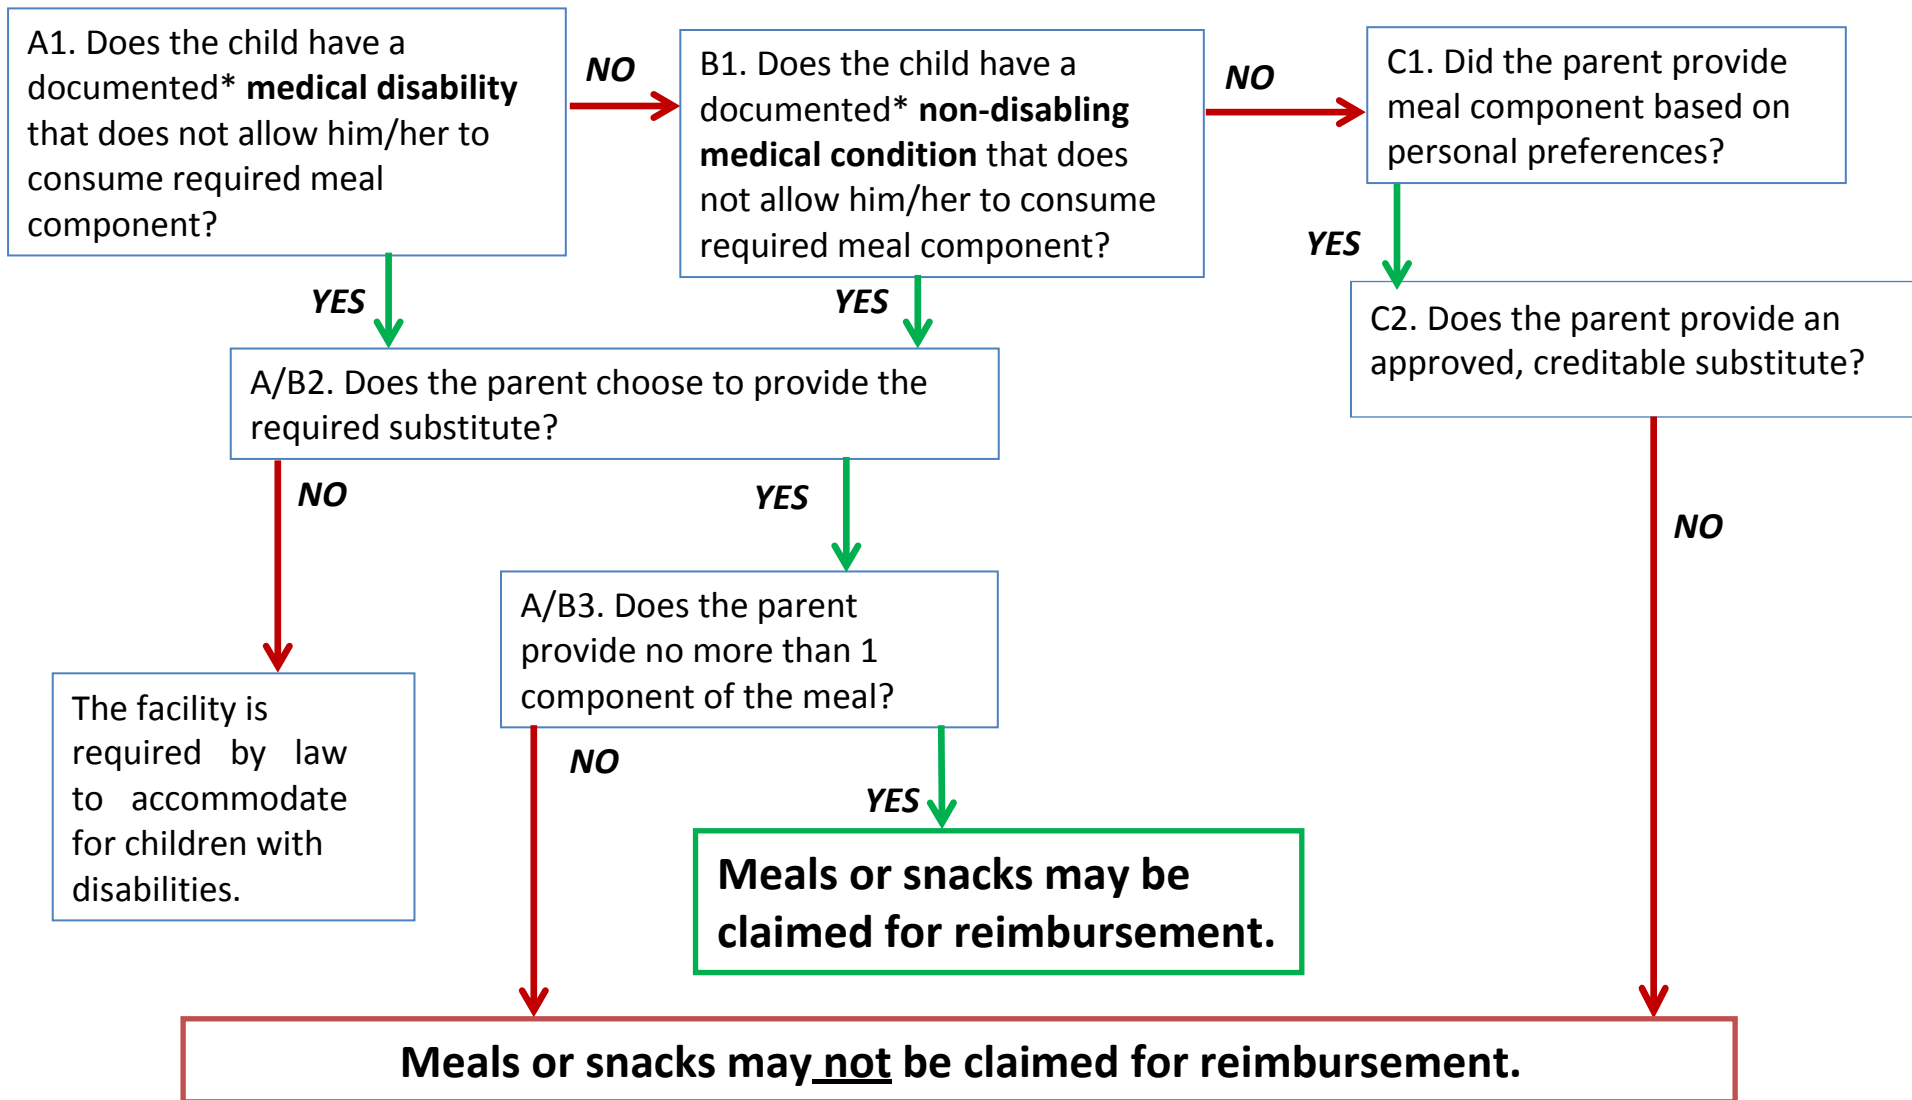 A1. Does the child have a
documented* medical disability
that does not allow him/her to
consume required meal
component?
NO
B1. Does the child have a
documented* non-disabling
medical condition that does
not allow him/her to consume
required meal component?
NO
C1. Did the parent provide
meal component based on
personal preferences?
YES
YES
YES
C2. Does the parent provide an
approved, creditable substitute?
A/B2. Does the parent choose to provide the
required substitute?
NO
YES
NO
A/B3. Does the parent
provide no more than 1
component of the meal?
The facility is
required by law
to accommodate
for children with
disabilities.
NO
YES
Meals or snacks may be
claimed for reimbursement.
Meals or snacks may not be claimed for reimbursement.